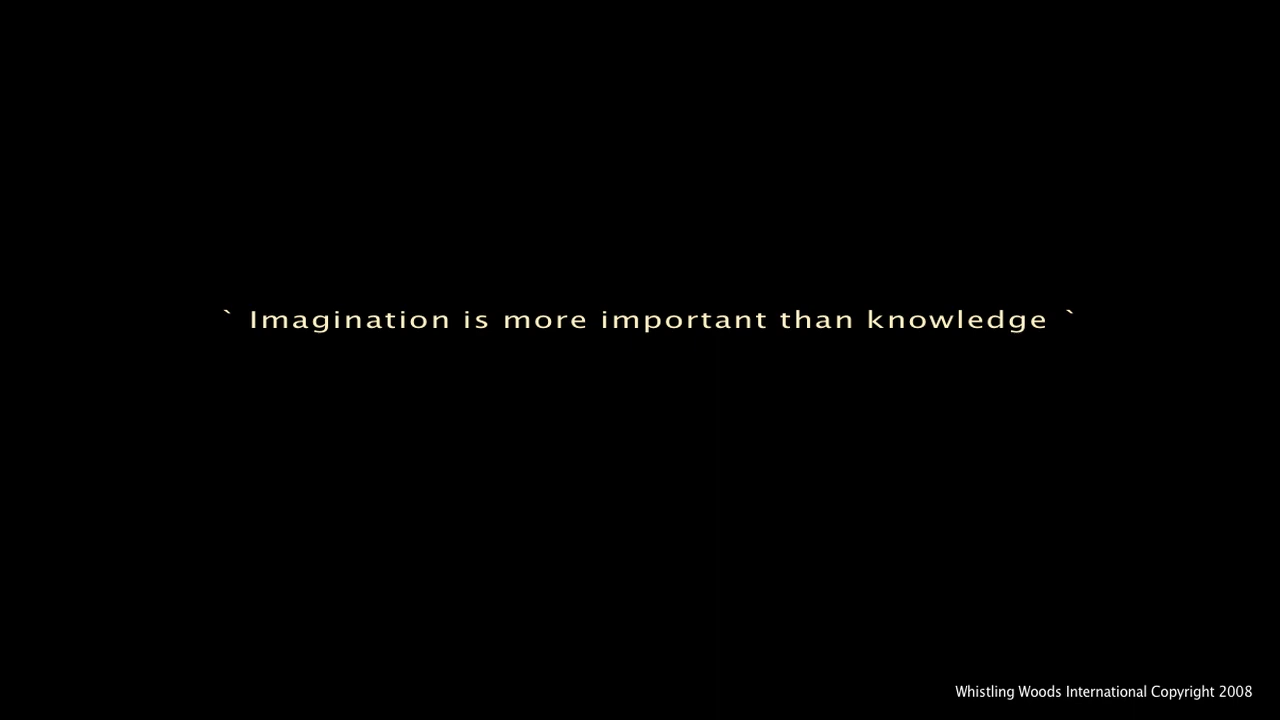 ` Imagination is more important than knowledge `
Whistling Woods International Copyright 2008